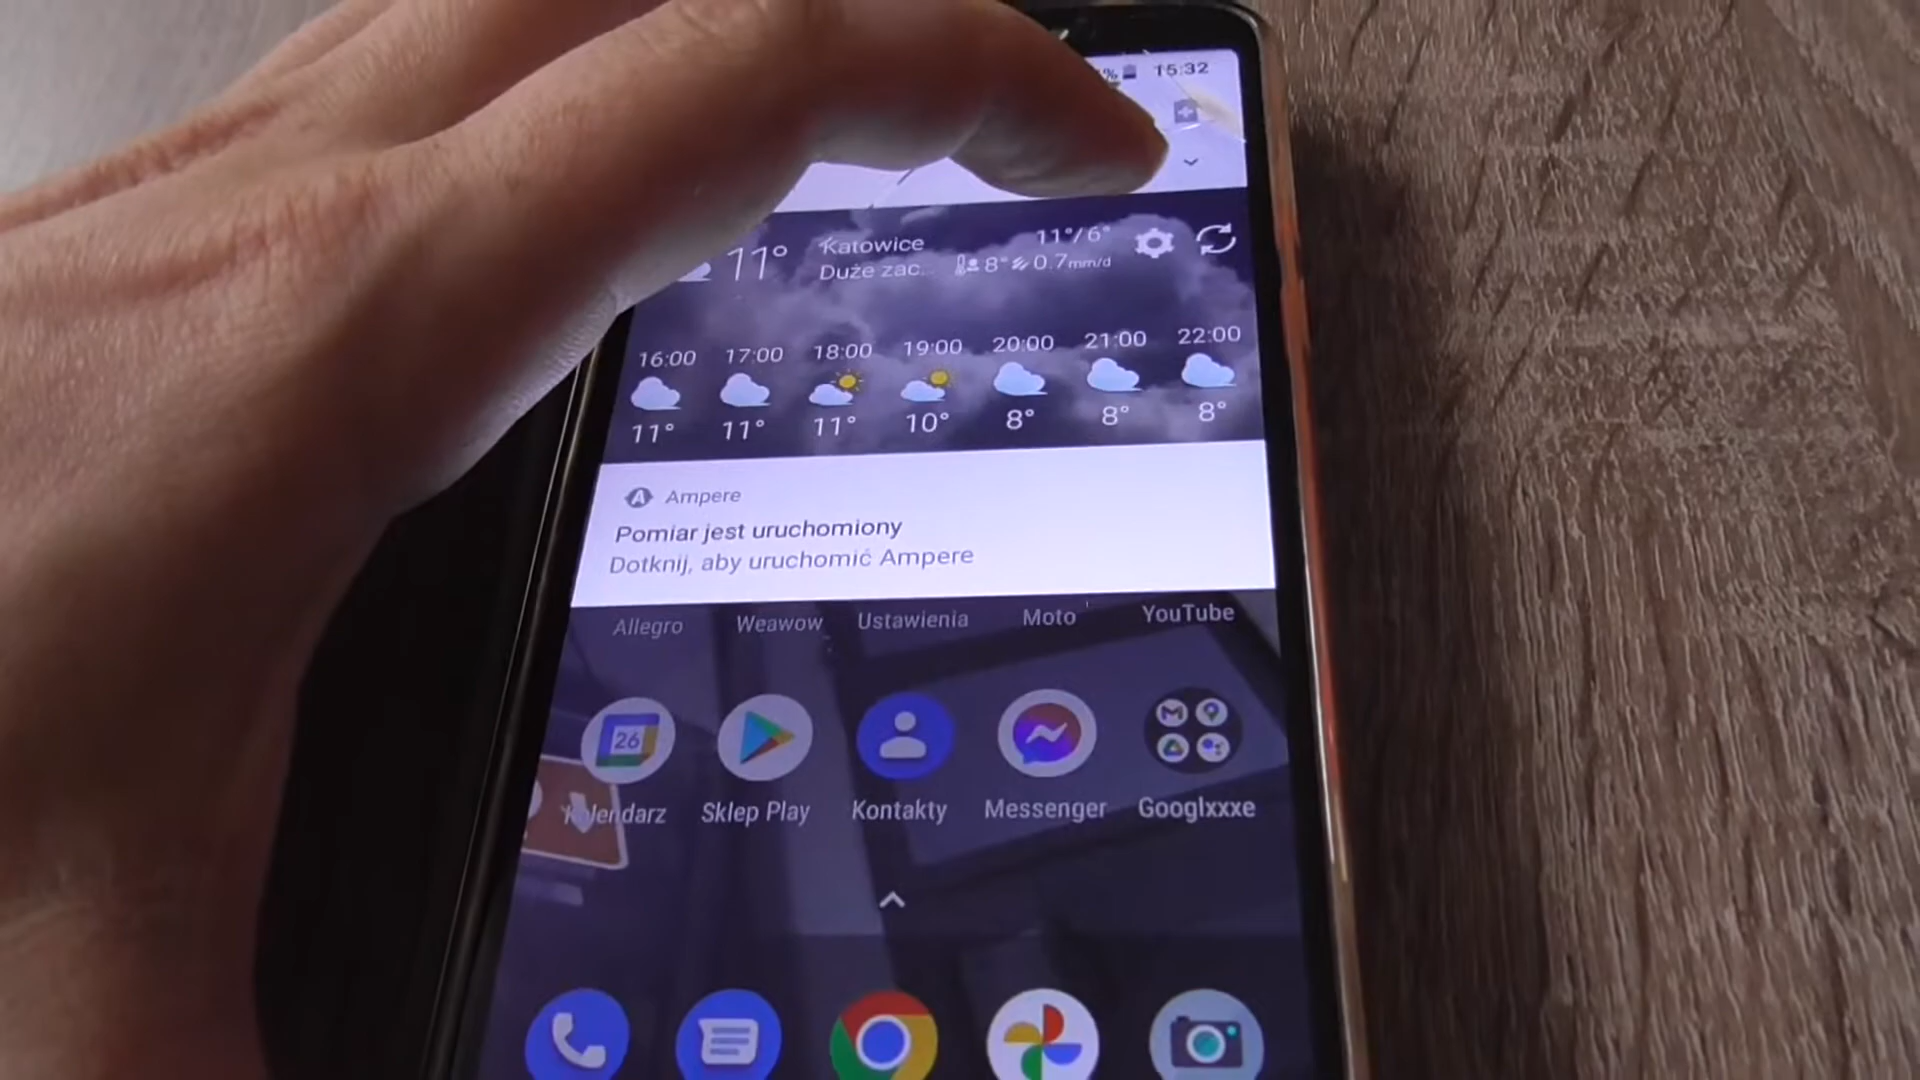 % 15:32
11° Katowice 11°/6°
Duże zac... 8° 0.7mm/d
16:00 17:00 18:00 19:00 20:00 21:00 22:00
11° 11° 11° 10° 8° 8° 8°
Ampere
Pomiar jest uruchomiony
Dotknij, aby uruchomić Ampere
Allegro Weawow Ustawienia Moto YouTube
26
Kalendarz Sklep Play Kontakty Messenger Googlxxxe